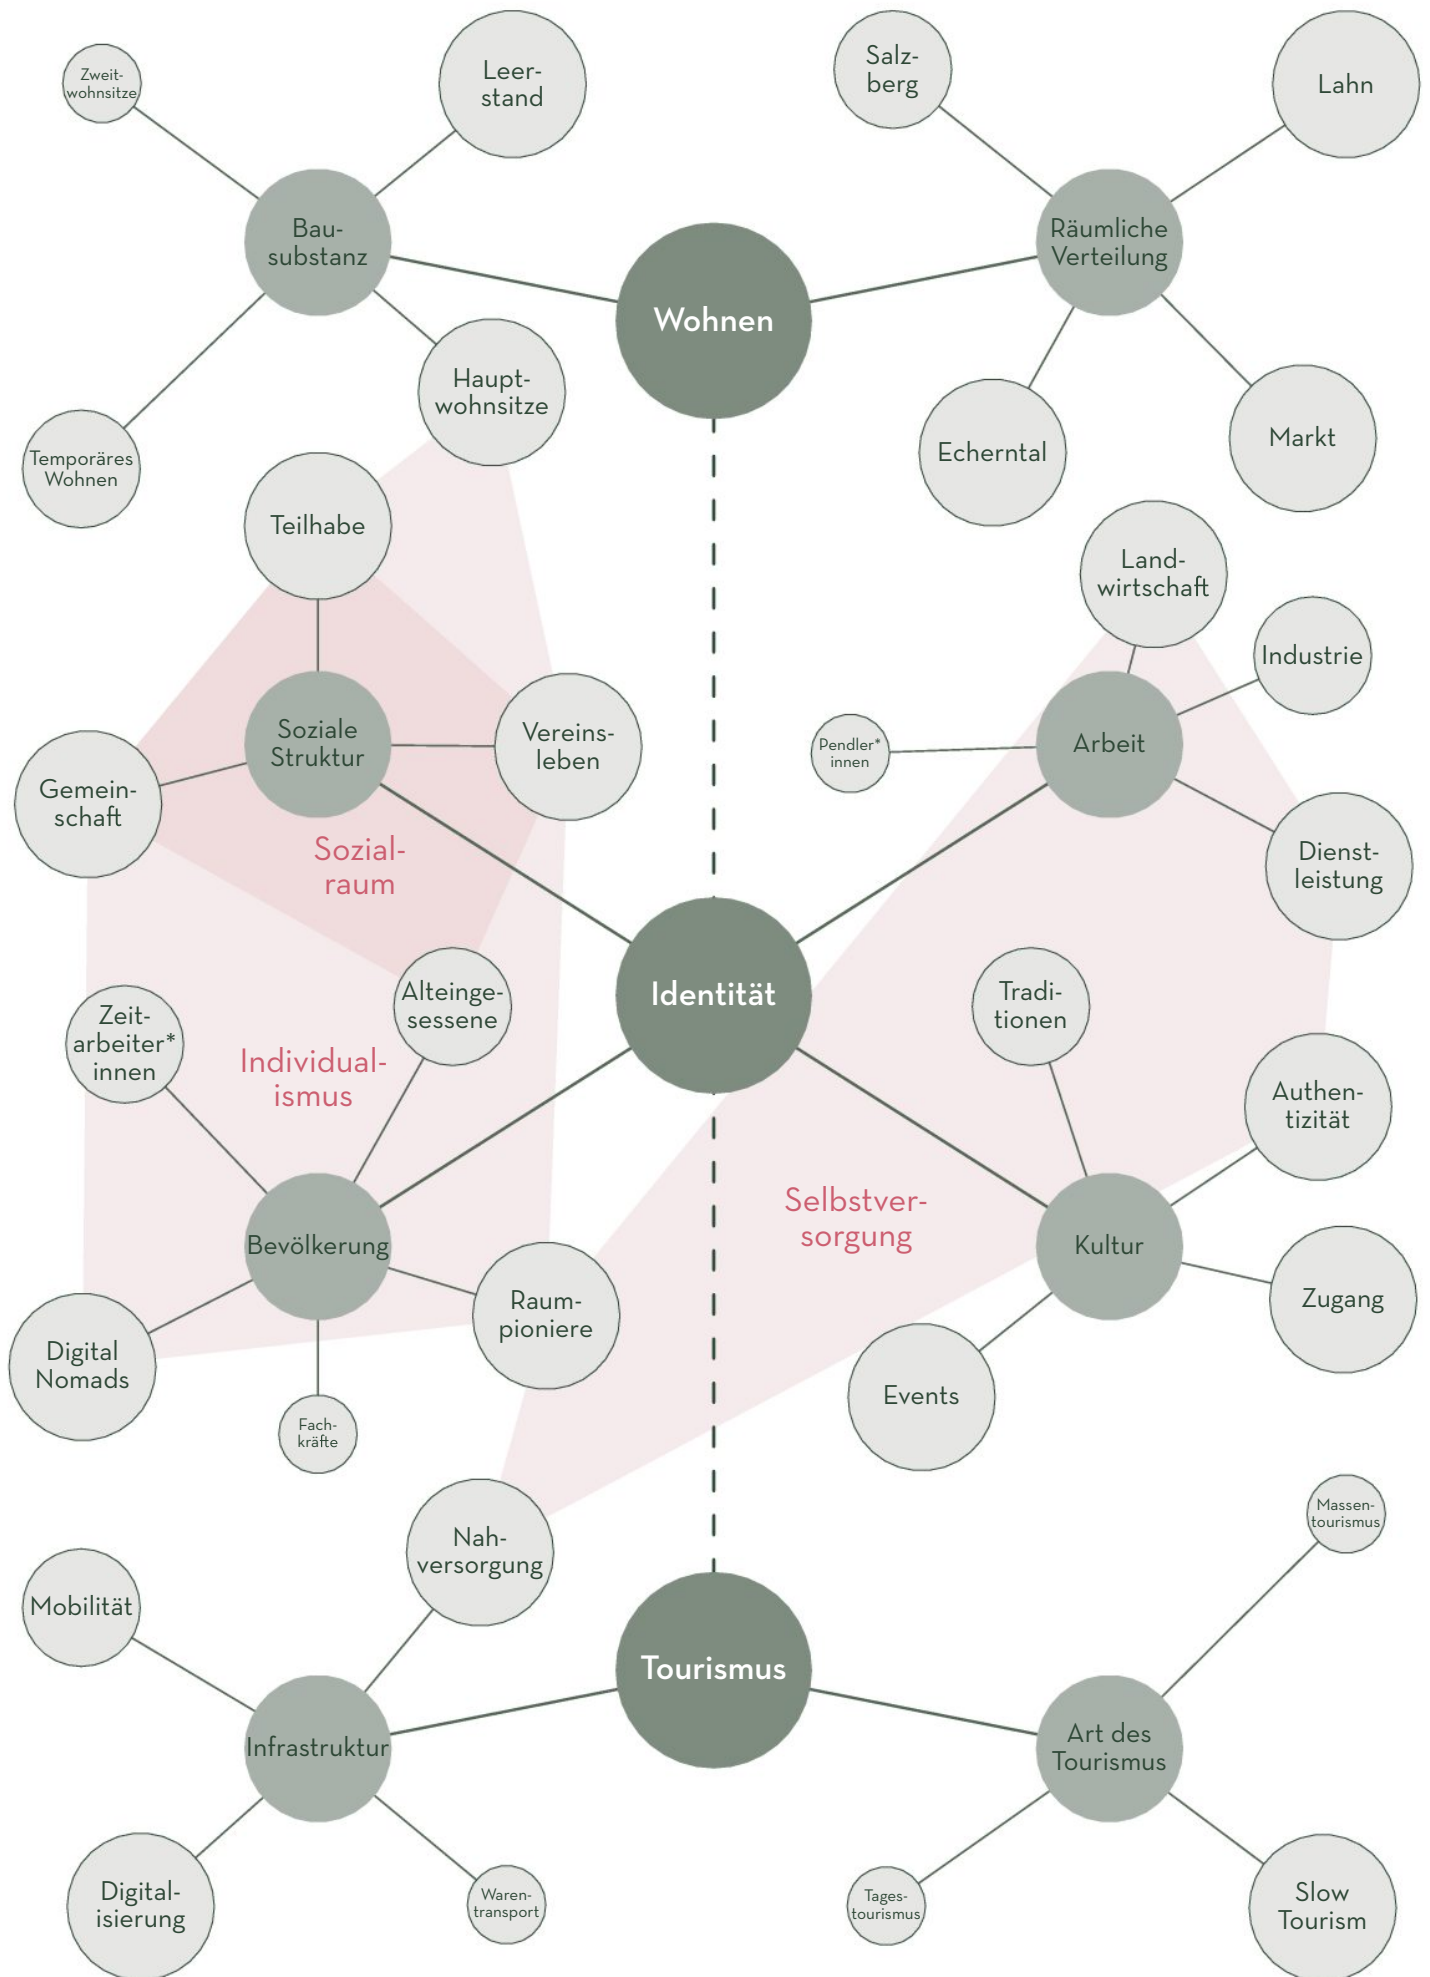 Zweit-
wohnsitze
Leer-
stand
Salz-
berg
Lahn
Bau-
substanz
Räumliche
Verteilung
Wohnen
Haupt-
wohnsitze
Temporäres
Wohnen
Echerntal
Markt
Teilhabe
Land-
wirtschaft
Industrie
Soziale
Struktur
Vereins-
leben
Pendler*
innen
Arbeit
Gemein-
schaft
Sozial-
raum
Dienst-
leistung
Identität
Alteinge-
sessene
Tradi-
tionen
Zeit-
arbeiter*
innen
Individual-
ismus
Authen-
tizität
Selbstver-
sorgung
Bevölkerung
Kultur
Raum-
pioniere
Zugang
Digital
Nomads
Events
Fach-
kräfte
Massen-
tourismus
Nah-
versorgung
Mobilität
Tourismus
Infrastruktur
Art des
Tourismus
Digital-
isierung
Waren-
transport
Tages-
tourismus
Slow
Tourism